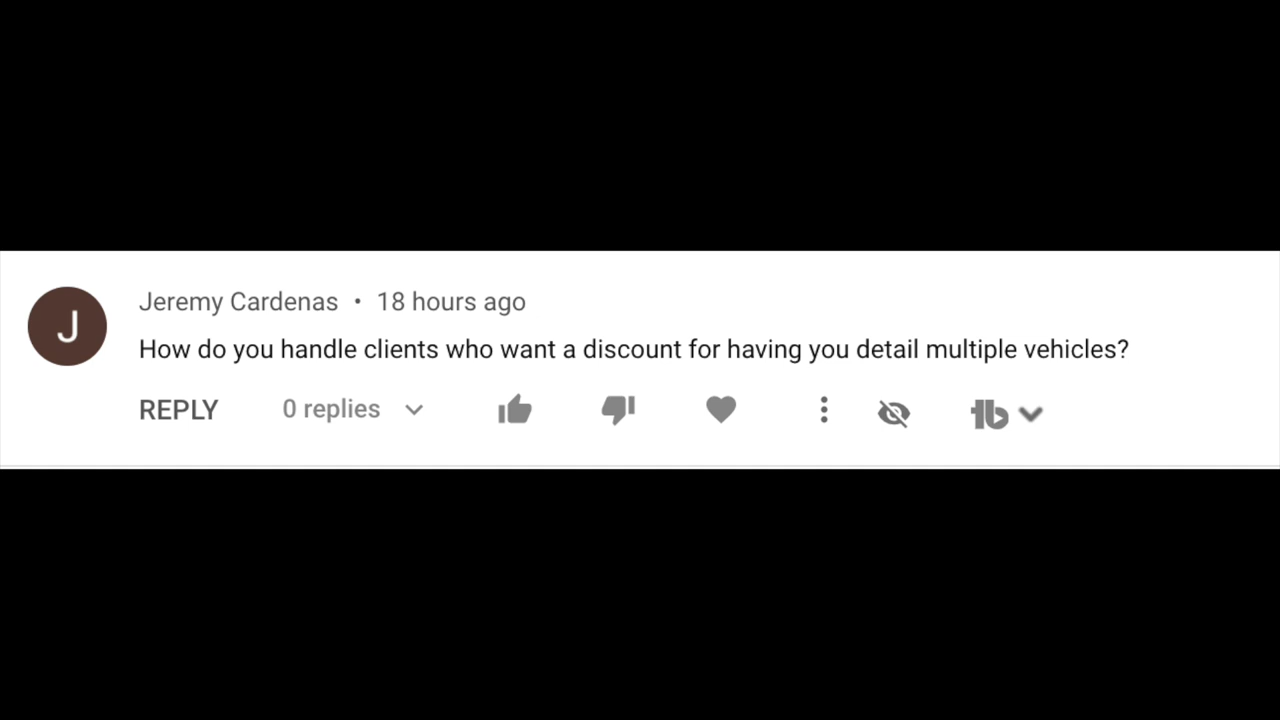 J
Jeremy Cardenas • 18 hours ago
How do you handle clients who want a discount for having you detail multiple vehicles?
REPLY 0 replies